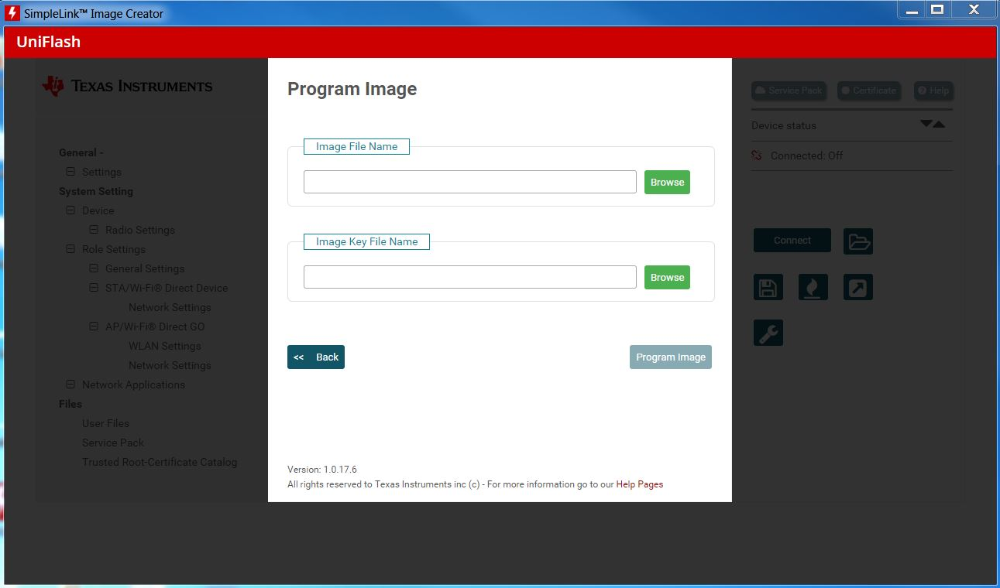 SimpleLink™ Image Creator
UniFlash
TEXAS INSTRUMENTS
General -
Settings
System Setting
Device
Radio Settings
Role Settings
General Settings
STA/Wi-Fi® Direct Device
Network Settings
AP/Wi-Fi® Direct GO
WLAN Settings
Network Settings
Network Applications
Files
User Files
Service Pack
Trusted Root-Certificate Catalog
Program Image
Image File Name
Browse
Image Key File Name
Browse
<< Back
Program Image
Version: 1.0.17.6
All rights reserved to Texas Instruments inc (c) - For more information go to our Help Pages
Service Pack
Certificate
Help
Device status
Connected: Off
Connect